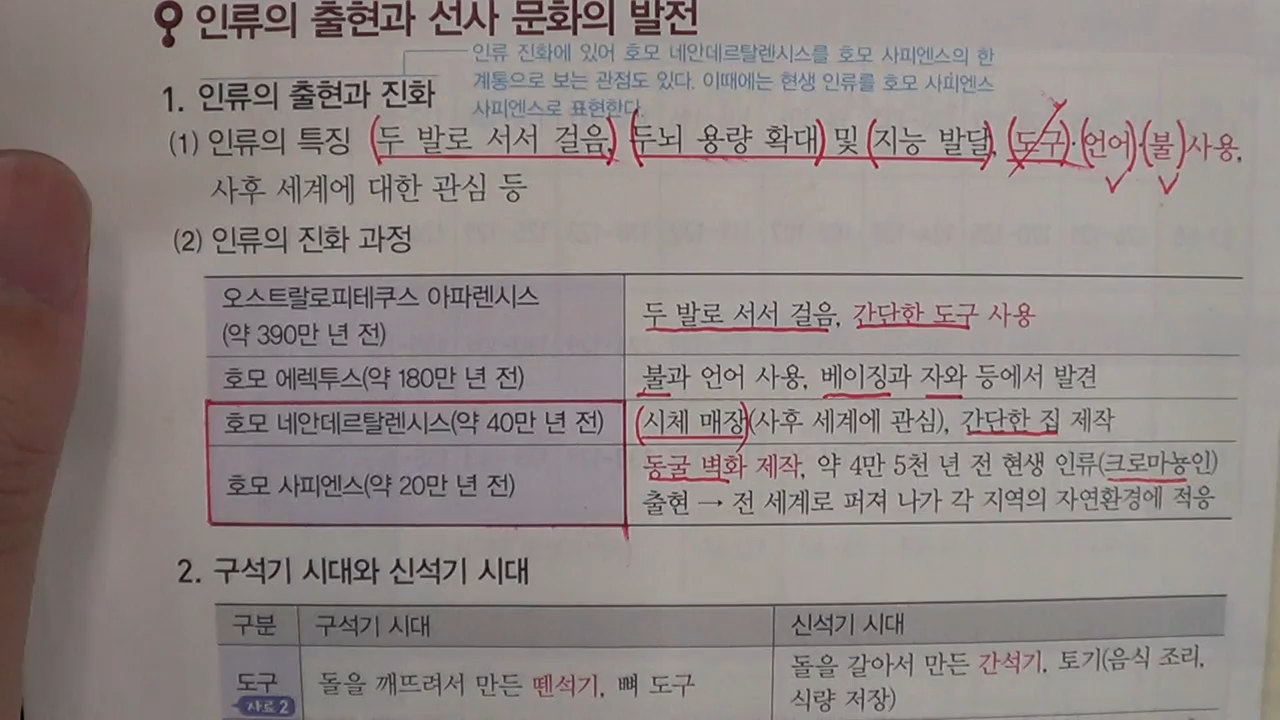 인류의 출현과 선사 문화의 발전
인류 진화에 있어 호모 네안데르탈렌시스를 호모 사피엔스의 한
계통으로 보는 관점도 있다. 이때에는 현생 인류를 호모 사피엔스
사피엔스로 표현한다.
1. 인류의 출현과 진화
(1) 인류의 특징 두 발로 서서 걸음, 두뇌 용량 확대 및 지능 발달, 도구·언어·불 사용,
사후 세계에 대한 관심 등
(2) 인류의 진화 과정
오스트랄로피테쿠스 아파렌시스
(약 390만 년 전)
두 발로 서서 걸음, 간단한 도구 사용
호모 에렉투스(약 180만 년 전)
불과 언어 사용, 베이징과 자와 등에서 발견
호모 네안데르탈렌시스(약 40만 년 전)
시체 매장(사후 세계에 관심), 간단한 집 제작
호모 사피엔스(약 20만 년 전)
동굴 벽화 제작, 약 4만 5천 년 전 현생 인류(크로마뇽인)
출현 → 전 세계로 퍼져 나가 각 지역의 자연환경에 적응
2. 구석기 시대와 신석기 시대
구분 구석기 시대 신석기 시대
도구
자료 2
돌을 깨뜨려서 만든 뗀석기, 뼈 도구
돌을 갈아서 만든 간석기, 토기(음식 조리,
식량 저장)